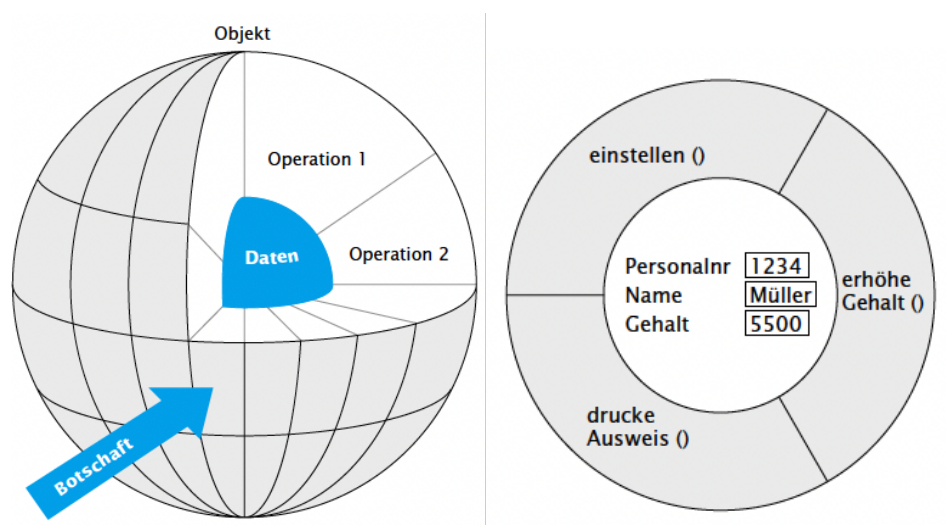 Objekt
Operation 1
Daten
Operation 2
Botschaft
einstellen ()
Personalnr 1234
Name Müller
Gehalt 5500
erhöhe
Gehalt ()
drucke
Ausweis ()